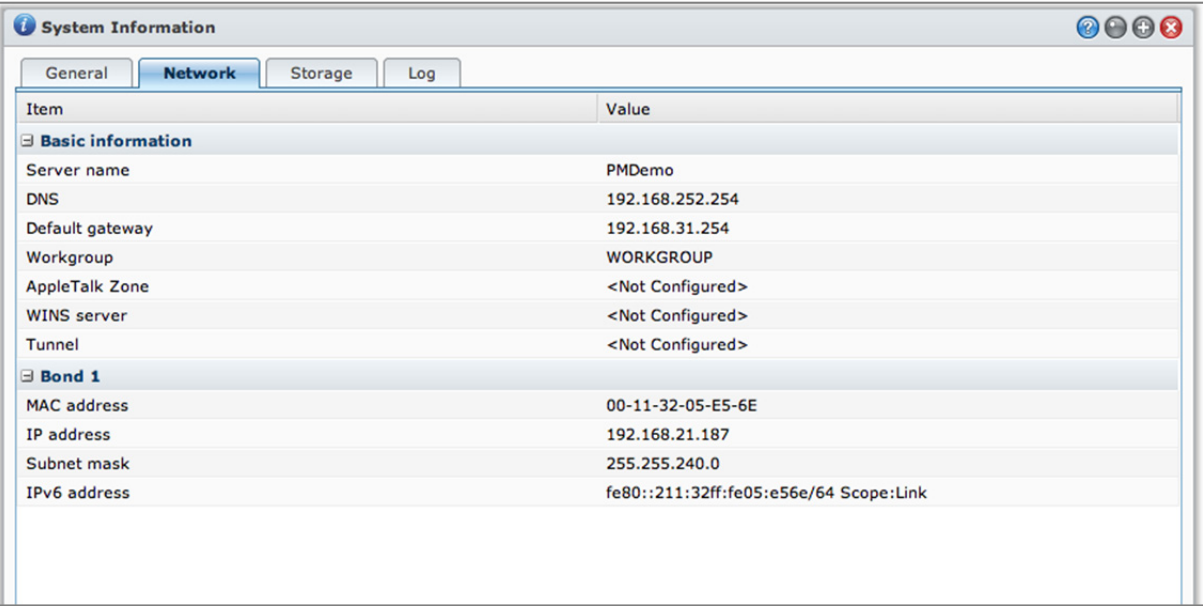 System Information
General Network Storage Log
Item Value
Basic information
Server name PMDemo
DNS 192.168.252.254
Default gateway 192.168.31.254
Workgroup WORKGROUP
AppleTalk Zone <Not Configured>
WINS server <Not Configured>
Tunnel <Not Configured>
Bond 1
MAC address 00-11-32-05-E5-6E
IP address 192.168.21.187
Subnet mask 255.255.240.0
IPv6 address fe80::211:32ff:fe05:e56e/64 Scope:Link